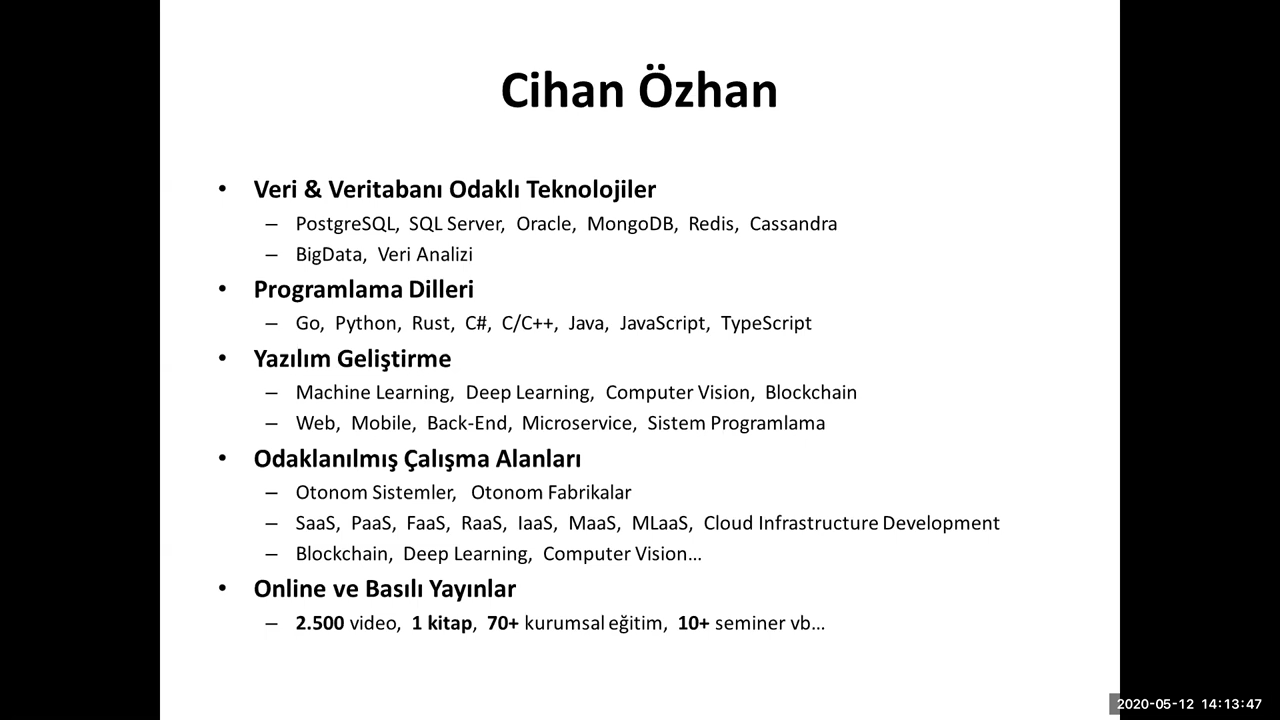 Cihan Özhan
• Veri & Veritabanı Odaklı Teknolojiler
– PostgreSQL, SQL Server, Oracle, MongoDB, Redis, Cassandra
– BigData, Veri Analizi
• Programlama Dilleri
– Go, Python, Rust, C#, C/C++, Java, JavaScript, TypeScript
• Yazılım Geliştirme
– Machine Learning, Deep Learning, Computer Vision, Blockchain
– Web, Mobile, Back-End, Microservice, Sistem Programlama
• Odaklanılmış Çalışma Alanları
– Otonom Sistemler, Otonom Fabrikalar
– SaaS, PaaS, FaaS, RaaS, IaaS, MaaS, MLaaS, Cloud Infrastructure Development
– Blockchain, Deep Learning, Computer Vision…
• Online ve Basılı Yayınlar
– 2.500 video, 1 kitap, 70+ kurumsal eğitim, 10+ seminer vb…
2020-05-12 14:13:47